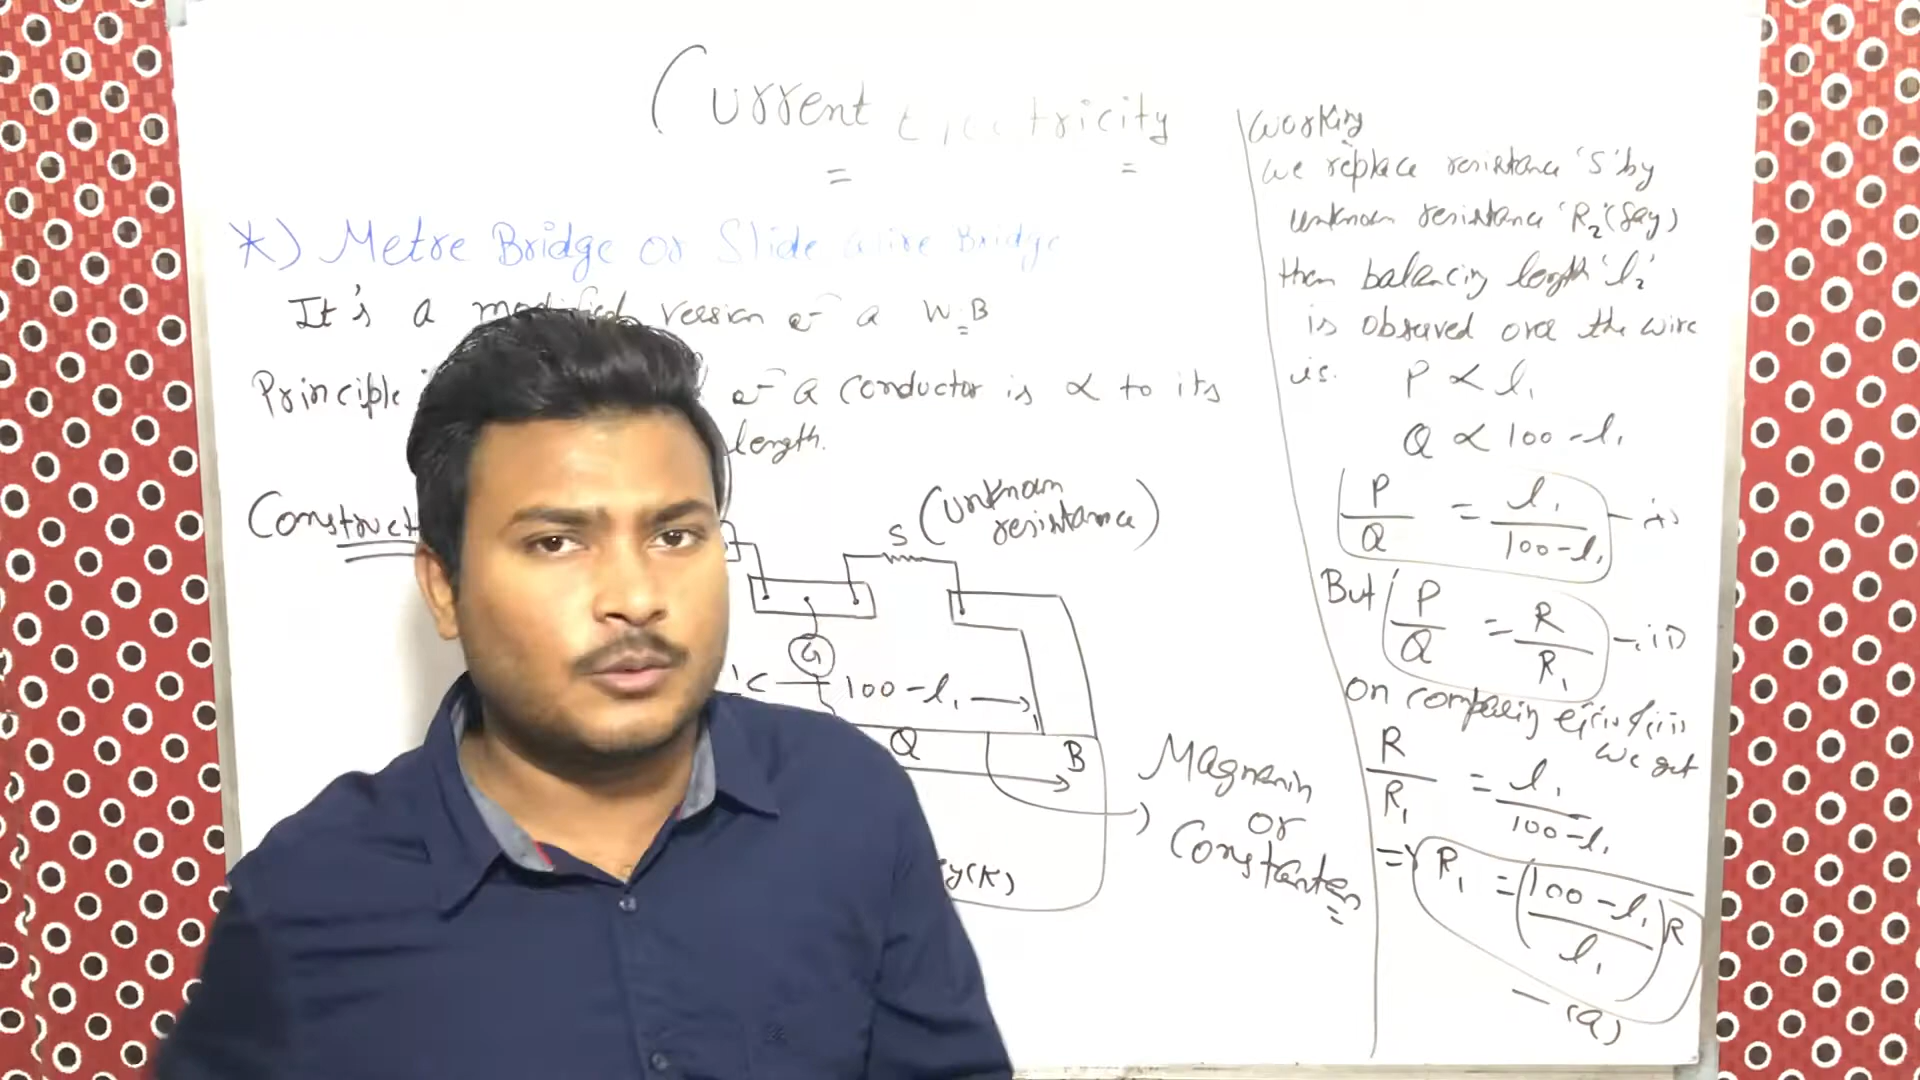 Current Electricity
*) Metre Bridge or Slide Wire Bridge
It's a modified version of a W.B
Principle of a conductor is ∝ to its
length.
Construct
S (unknown
resistance)
G
100-l₁
Q
B
y(K)
Magnanin
or
Constanten
Working
We replace resistance 'S' by
unknown resistance 'R₂' (say)
then balancing length 'l₂'
is observed over the wire
is. P ∝ l₁
Q ∝ 100-l₁
P/Q = l₁/(100-l₁) - (i)
But P/Q = R/R₁ - (ii)
on comparing eq (i) & (ii)
we get
R/R₁ = l₁/(100-l₁)
=> R₁ = ((100-l₁)/l₁) R
- (a)